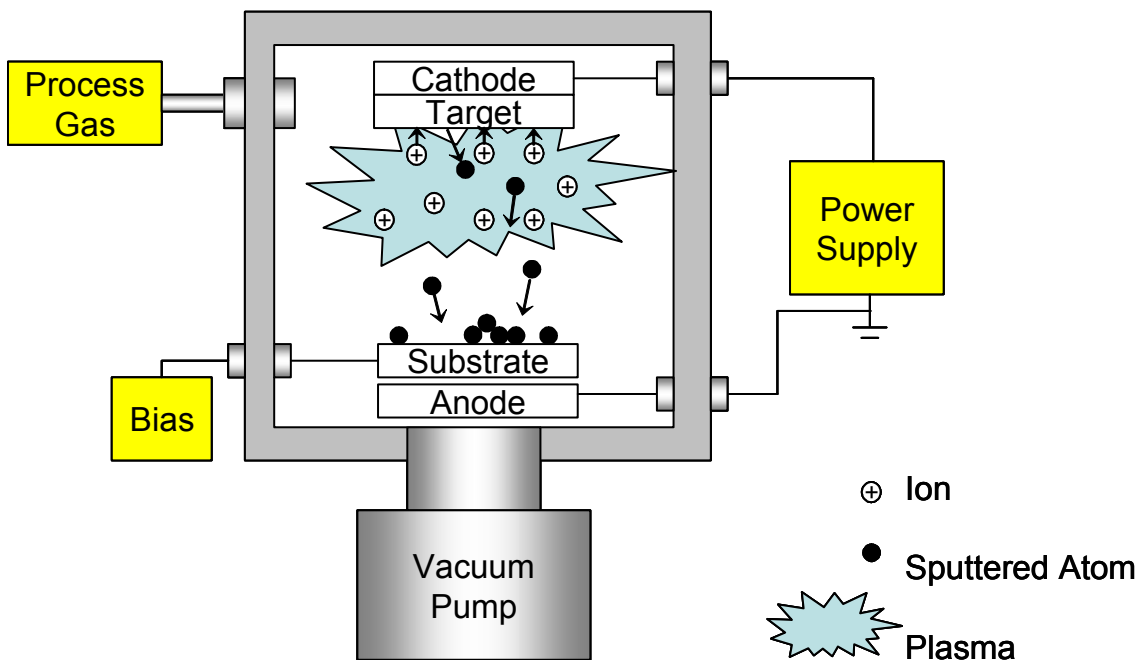 Process
Gas
Cathode
Target
Power
Supply
Substrate
Anode
Bias
Vacuum
Pump
Ion
Sputtered Atom
Plasma